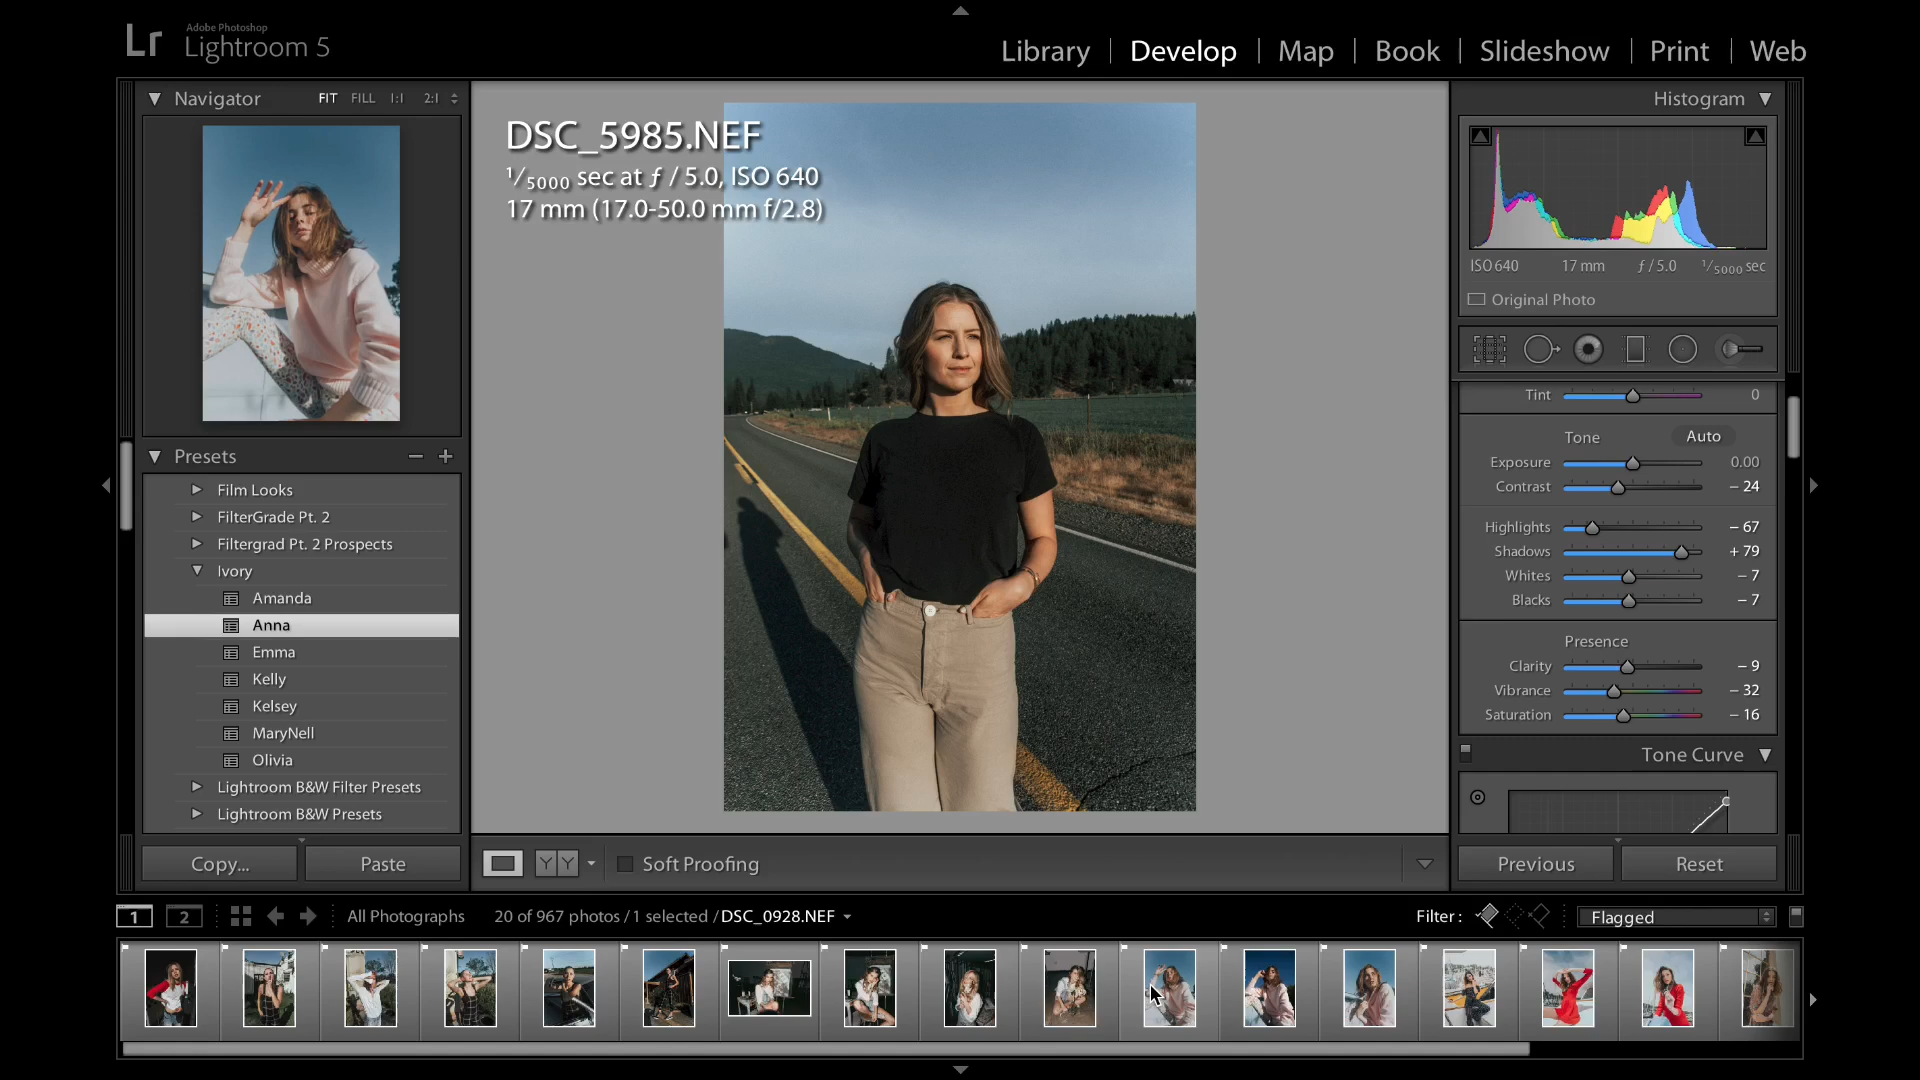 Lr Adobe Photoshop
Lightroom 5
Library | Develop | Map | Book | Slideshow | Print | Web
Navigator FIT FILL 1:1 2:1
Histogram
DSC_5985.NEF
1/5000 sec at ƒ / 5.0, ISO 640
17 mm (17.0-50.0 mm f/2.8)
ISO 640 17 mm ƒ / 5.0 1/5000 sec
Original Photo
Tint 0
Tone Auto
Exposure 0.00
Contrast – 24
Highlights – 67
Shadows + 79
Whites – 7
Blacks – 7
Presence
Clarity – 9
Vibrance – 32
Saturation – 16
Tone Curve
Presets
Film Looks
FilterGrade Pt. 2
Filtergrad Pt. 2 Prospects
Ivory
Amanda
Anna
Emma
Kelly
Kelsey
MaryNell
Olivia
Lightroom B&W Filter Presets
Lightroom B&W Presets
Copy... Paste
Y Y Soft Proofing
Previous Reset
1 2 All Photographs 20 of 967 photos / 1 selected / DSC_0928.NEF
Filter : Flagged